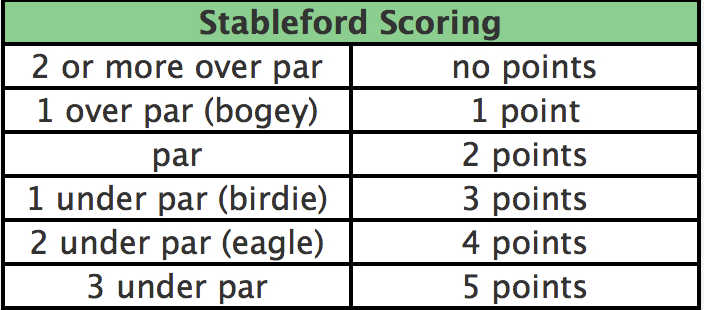 Stableford Scoring
2 or more over par no points
1 over par (bogey) 1 point
par 2 points
1 under par (birdie) 3 points
2 under par (eagle) 4 points
3 under par 5 points